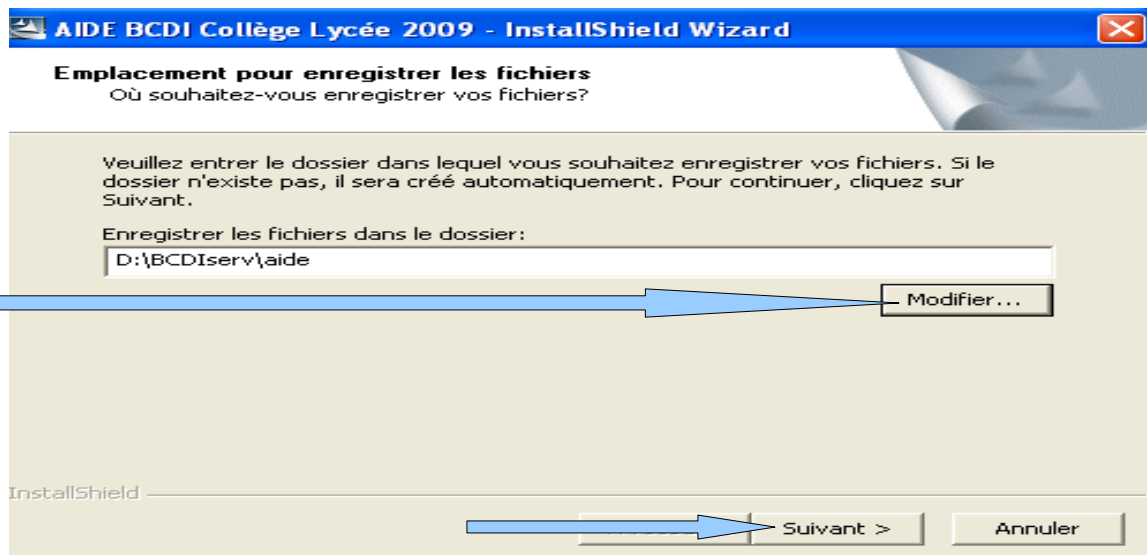 AIDE BCDI Collège Lycée 2009 - InstallShield Wizard
Emplacement pour enregistrer les fichiers
Où souhaitez-vous enregistrer vos fichiers?
Veuillez entrer le dossier dans lequel vous souhaitez enregistrer vos fichiers. Si le
dossier n'existe pas, il sera créé automatiquement. Pour continuer, cliquez sur
Suivant.
Enregistrer les fichiers dans le dossier:
D:\BCDIserv\aide
Modifier...
InstallShield
Suivant >
Annuler